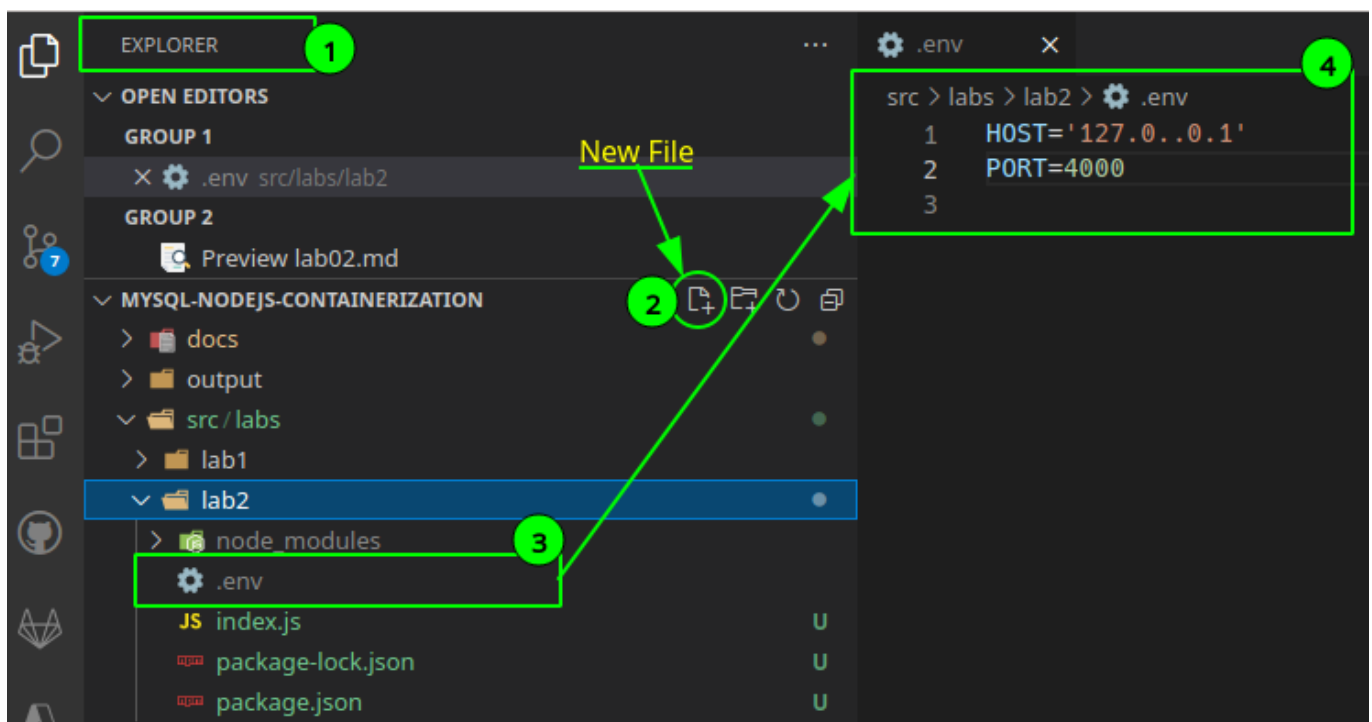 EXPLORER
1
...
OPEN EDITORS
GROUP 1
.env src/labs/lab2
GROUP 2
Preview lab02.md
New File
MYSQL-NODEJS-CONTAINERIZATION
2
docs
output
src / labs
lab1
lab2
node_modules
3
.env
JS index.js U
npm package-lock.json U
npm package.json U
7
.env
4
src > labs > lab2 > .env
1 HOST='127.0..0.1'
2 PORT=4000
3